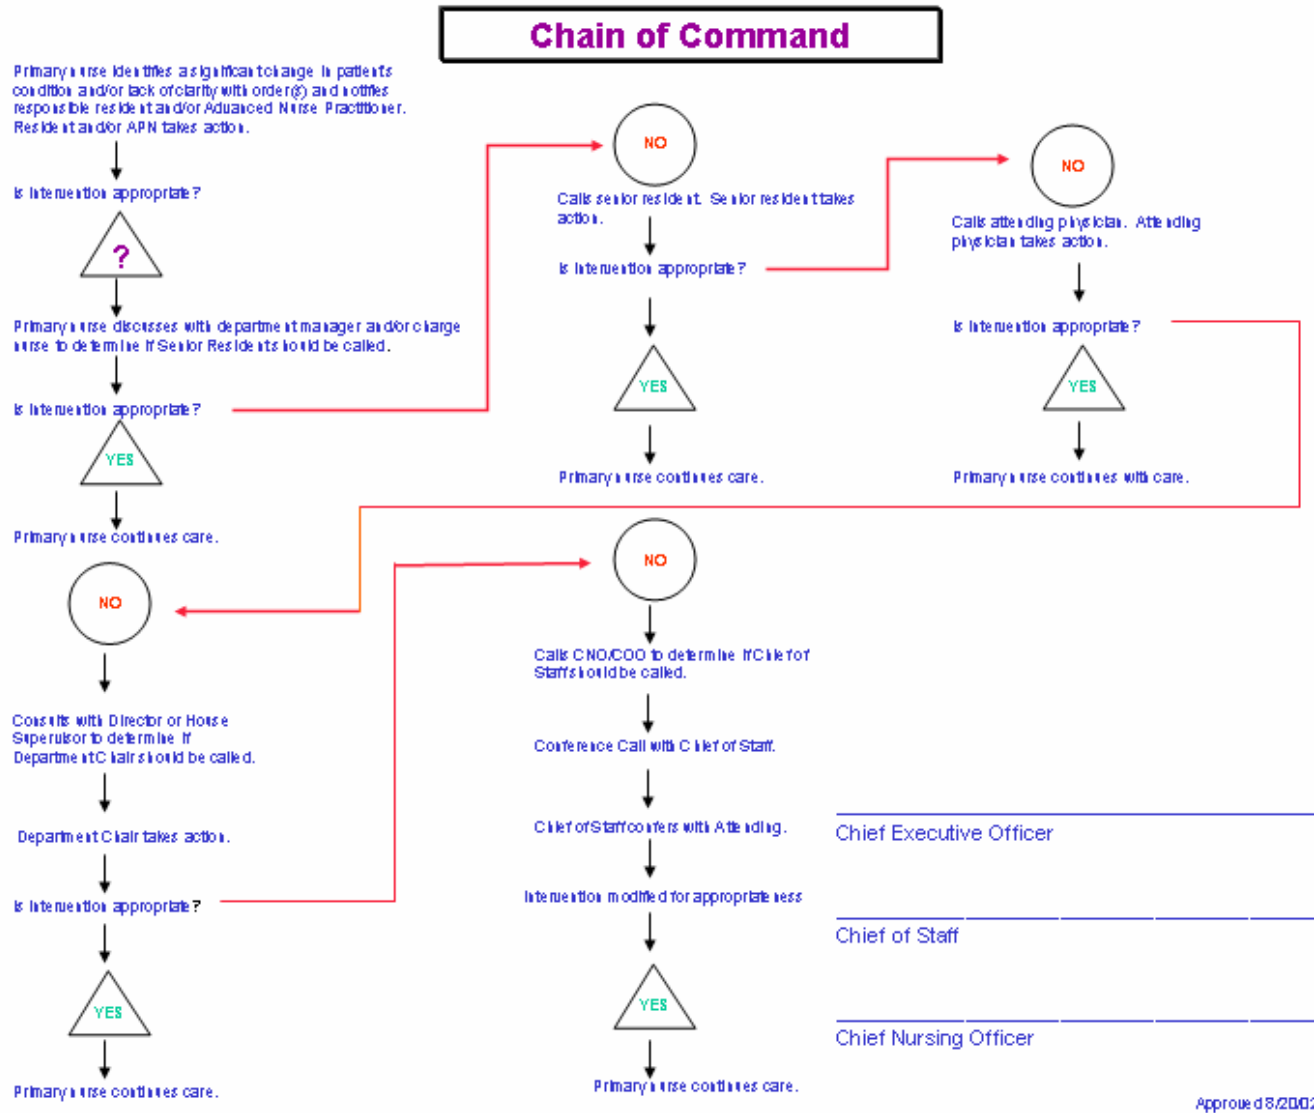 Chain of Command
Primary nurse identifies a significant change in patient's
condition and/or lack of clarity with order(s) and notifies
responsible resident and/or Advanced Nurse Practitioner.
Resident and/or APN takes action.
Is intervention appropriate?
?
Primary nurse discusses with department manager and/or charge
nurse to determine if Senior Resident should be called.
Is intervention appropriate?
YES
Primary nurse continues care.
NO
Calls senior resident. Senior resident takes
action.
Is intervention appropriate?
YES
Primary nurse continues care.
NO
Calls attending physician. Attending
physician takes action.
Is intervention appropriate?
YES
Primary nurse continues with care.
NO
Consults with Director or House
Supervisor to determine if
Department Chair should be called.
Department Chair takes action.
Is intervention appropriate?
YES
Primary nurse continues care.
NO
Calls CNO/COO to determine if Chief of
Staff should be called.
Conference Call with Chief of Staff.
Chief of Staff confers with Attending.
Intervention modified for appropriateness
YES
Primary nurse continues care.
Chief Executive Officer
Chief of Staff
Chief Nursing Officer
Approved 8/20/02